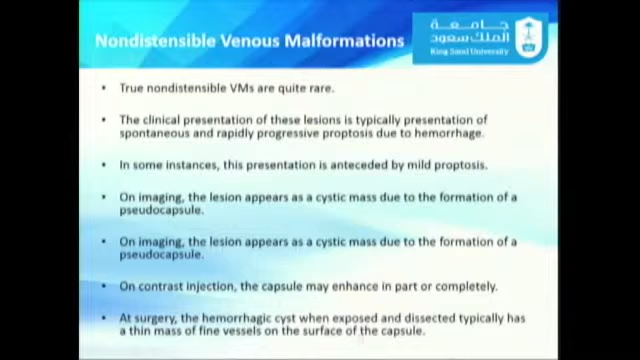 Nondistensible Venous Malformations
جامعة
الملك سعود
King Saud University
• True nondistensible VMs are quite rare.
• The clinical presentation of these lesions is typically presentation of
spontaneous and rapidly progressive proptosis due to hemorrhage.
• In some instances, this presentation is anteceded by mild proptosis.
• On imaging, the lesion appears as a cystic mass due to the formation of a
pseudocapsule.
• On imaging, the lesion appears as a cystic mass due to the formation of a
pseudocapsule.
• On contrast injection, the capsule may enhance in part or completely.
• At surgery, the hemorrhagic cyst when exposed and dissected typically has
a thin mass of fine vessels on the surface of the capsule.